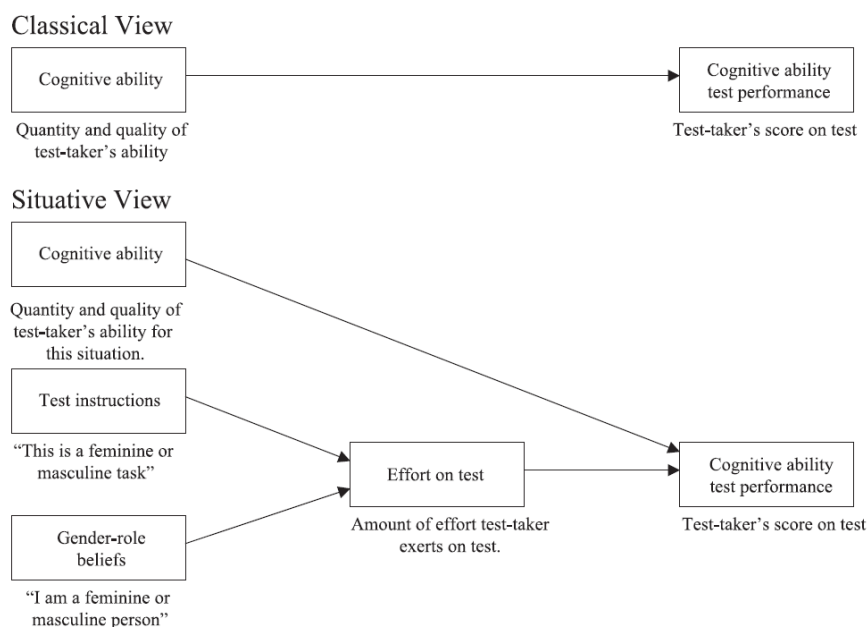 Classical View
Cognitive ability
Cognitive ability
test performance
Quantity and quality of
test-taker's ability
Test-taker's score on test
Situative View
Cognitive ability
Quantity and quality of
test-taker's ability for
this situation.
Test instructions
“This is a feminine or
masculine task”
Effort on test
Cognitive ability
test performance
Amount of effort test-taker
exerts on test.
Test-taker's score on test
Gender-role
beliefs
“I am a feminine or
masculine person”